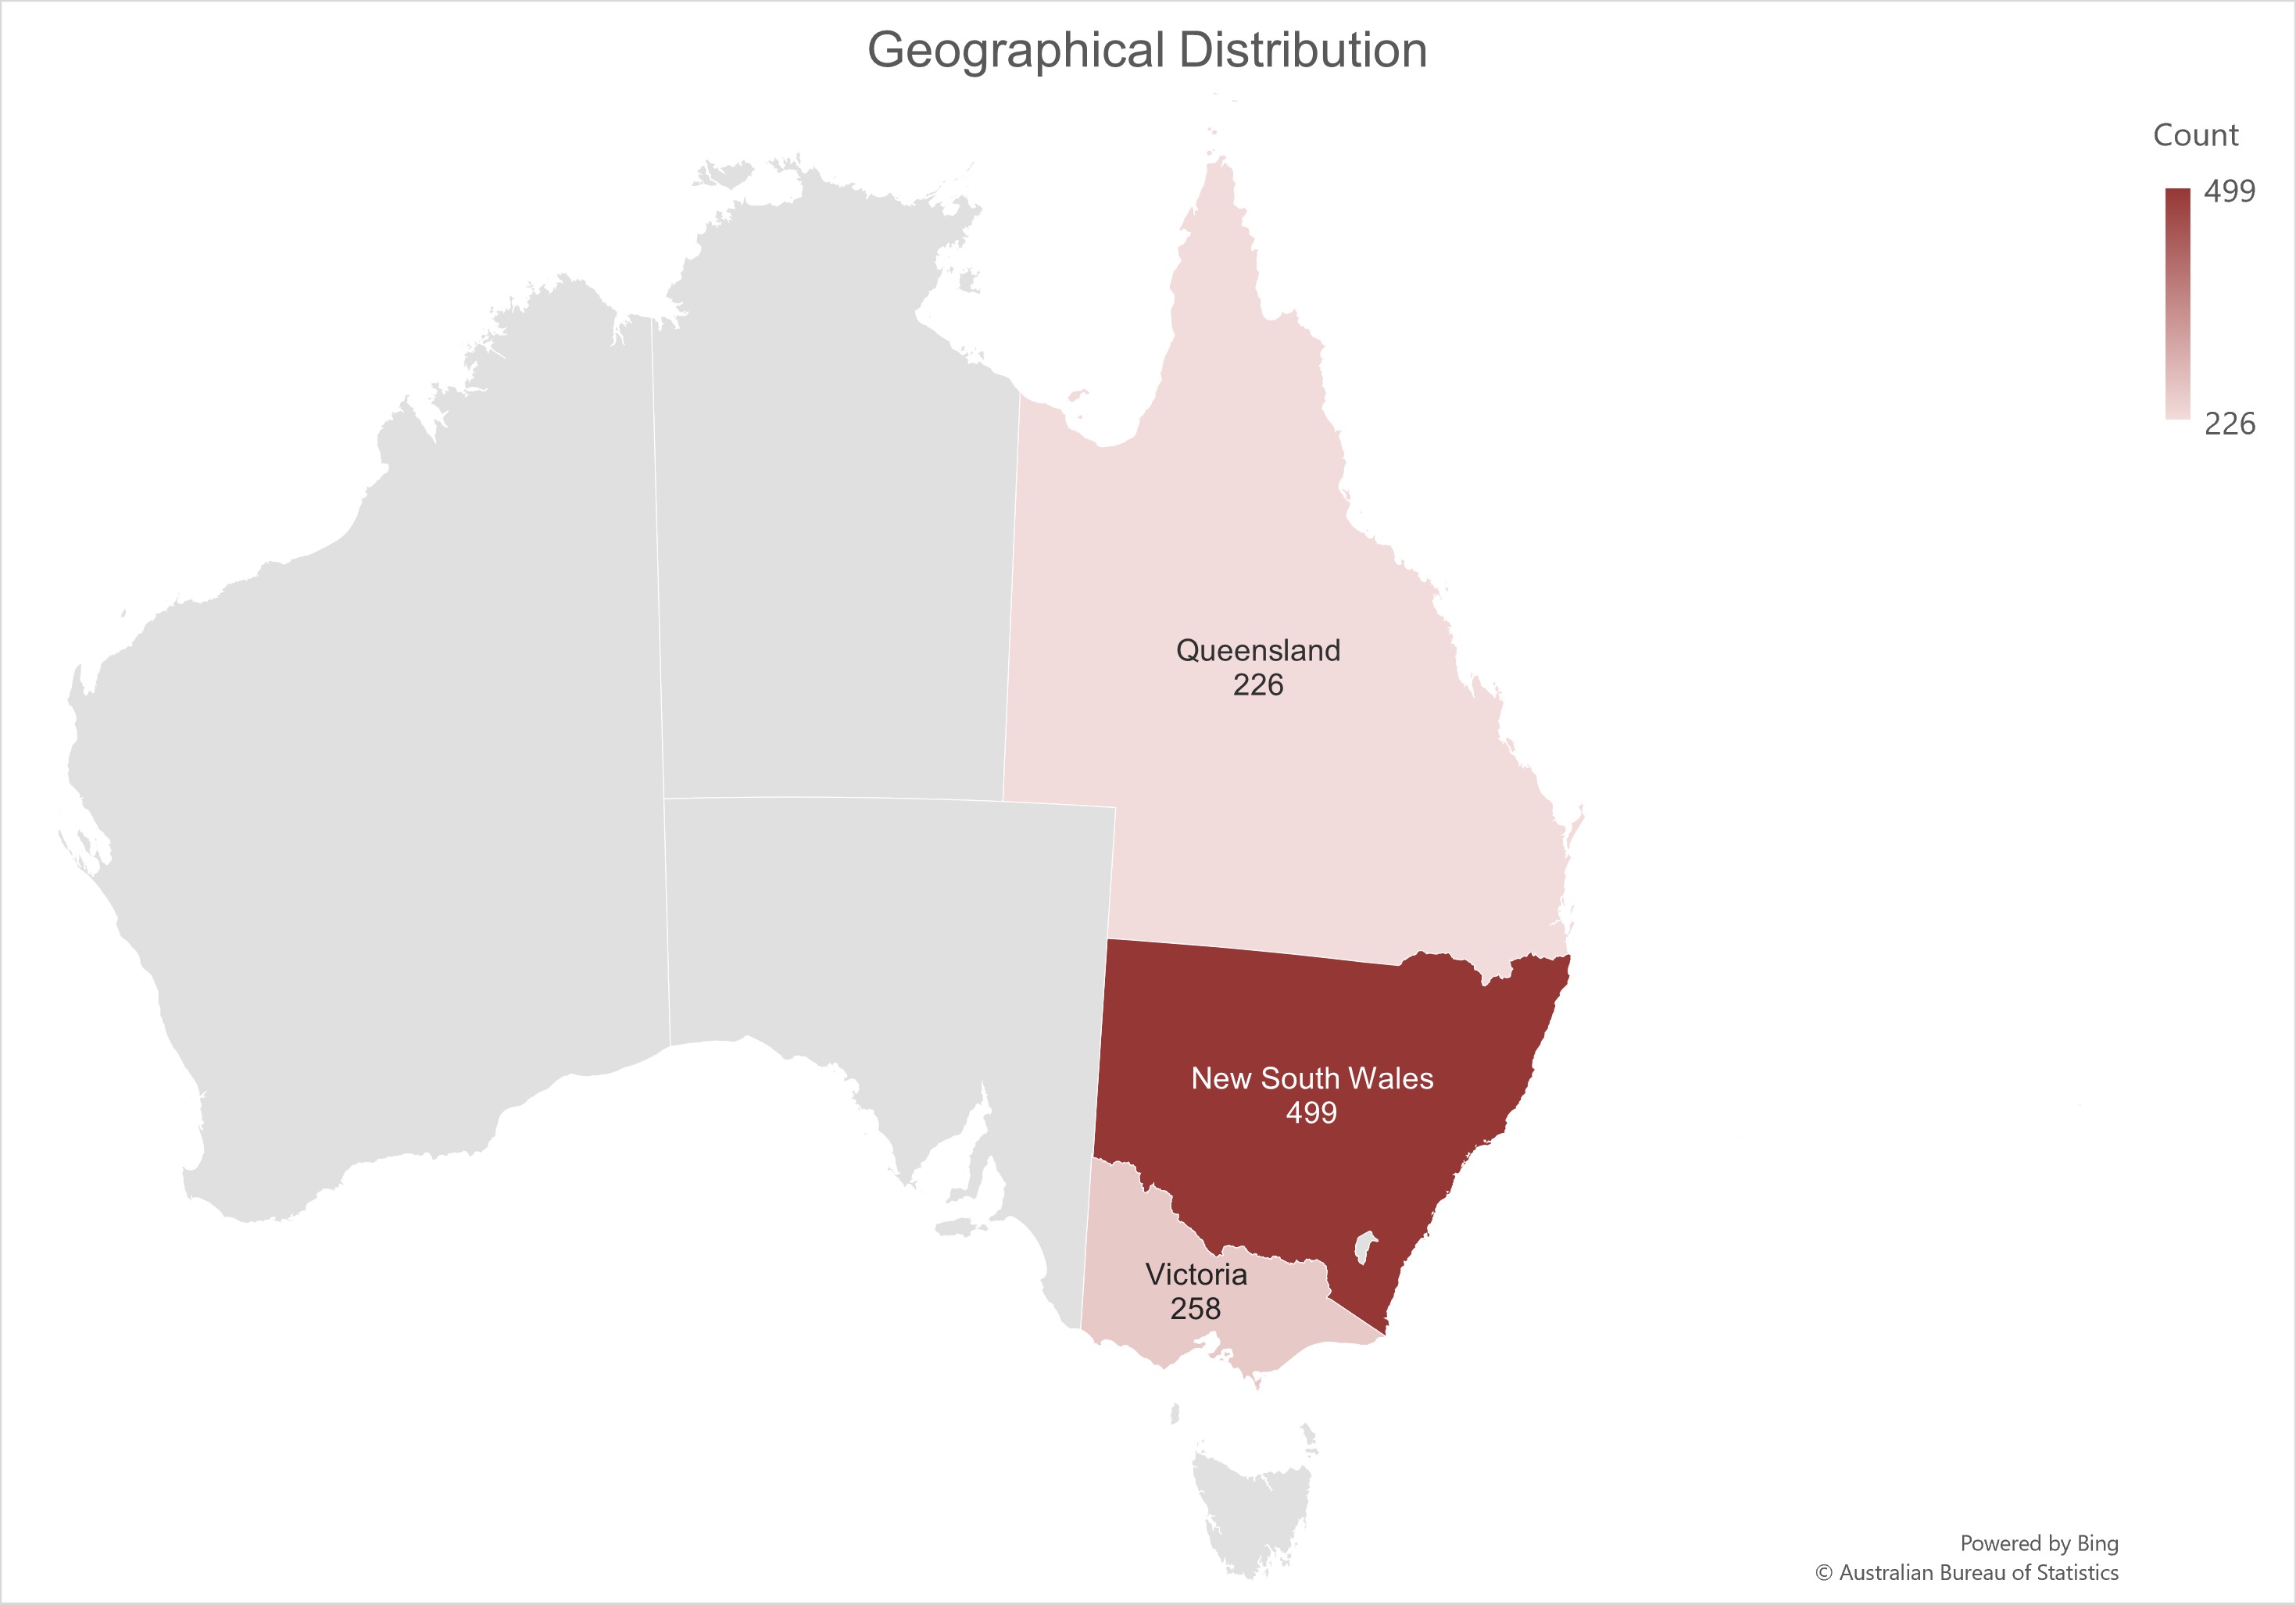 Geographical Distribution
Count
499
226
Queensland
226
New South Wales
499
Victoria
258
Powered by Bing
© Australian Bureau of Statistics